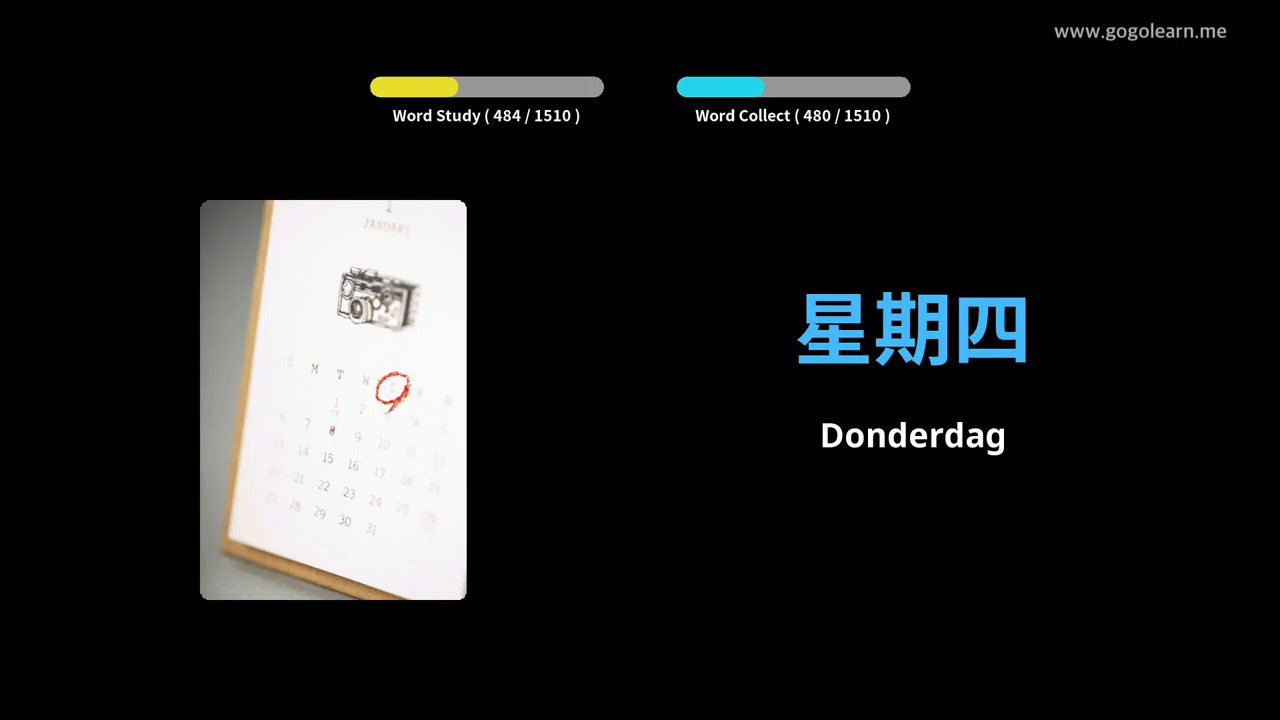 www.gogolearn.me
Word Study ( 484 / 1510 )
Word Collect ( 480 / 1510 )
JANUARY
M T W
1 2
7 8 9 10
14 15 16 17
21 22 23 24 25
28 29 30 31
星期四
Donderdag